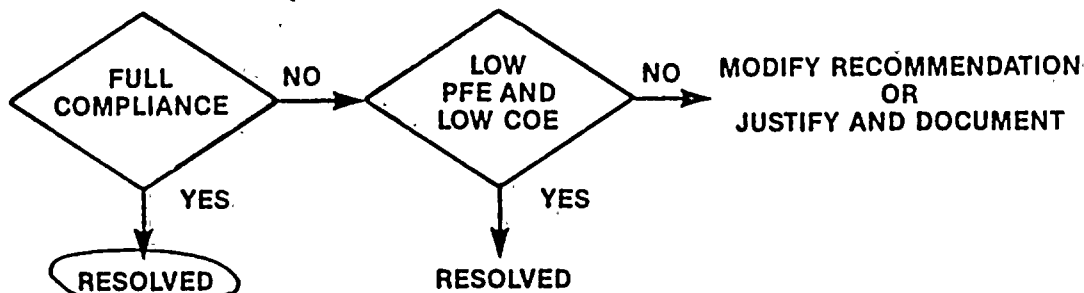 FULL
COMPLIANCE
NO
LOW
PFE AND
LOW COE
NO
MODIFY RECOMMENDATION
OR
JUSTIFY AND DOCUMENT
YES
YES
RESOLVED
RESOLVED